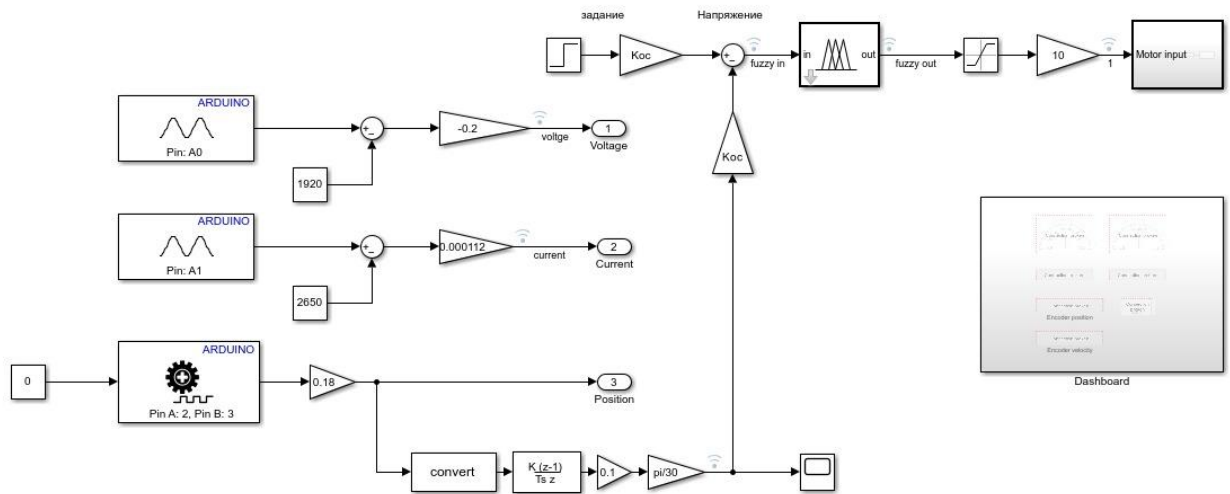 задание
Напряжение
Кос
+
−
fuzzy in
in
out
fuzzy out
10
1
Motor input
ARDUINO
Pin: A0
+
−
1920
-0.2
voltge
1
Voltage
Кос
ARDUINO
Pin: A1
+
−
2650
0.000112
current
2
Current
0
ARDUINO
Pin A: 2, Pin B: 3
0.18
3
Position
convert
K (z-1)
Ts z
0.1
pi/30
Encoder position
Encoder velocity
Dashboard